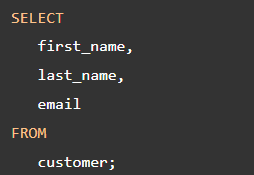 SELECT
first_name,
last_name,
email
FROM
customer;